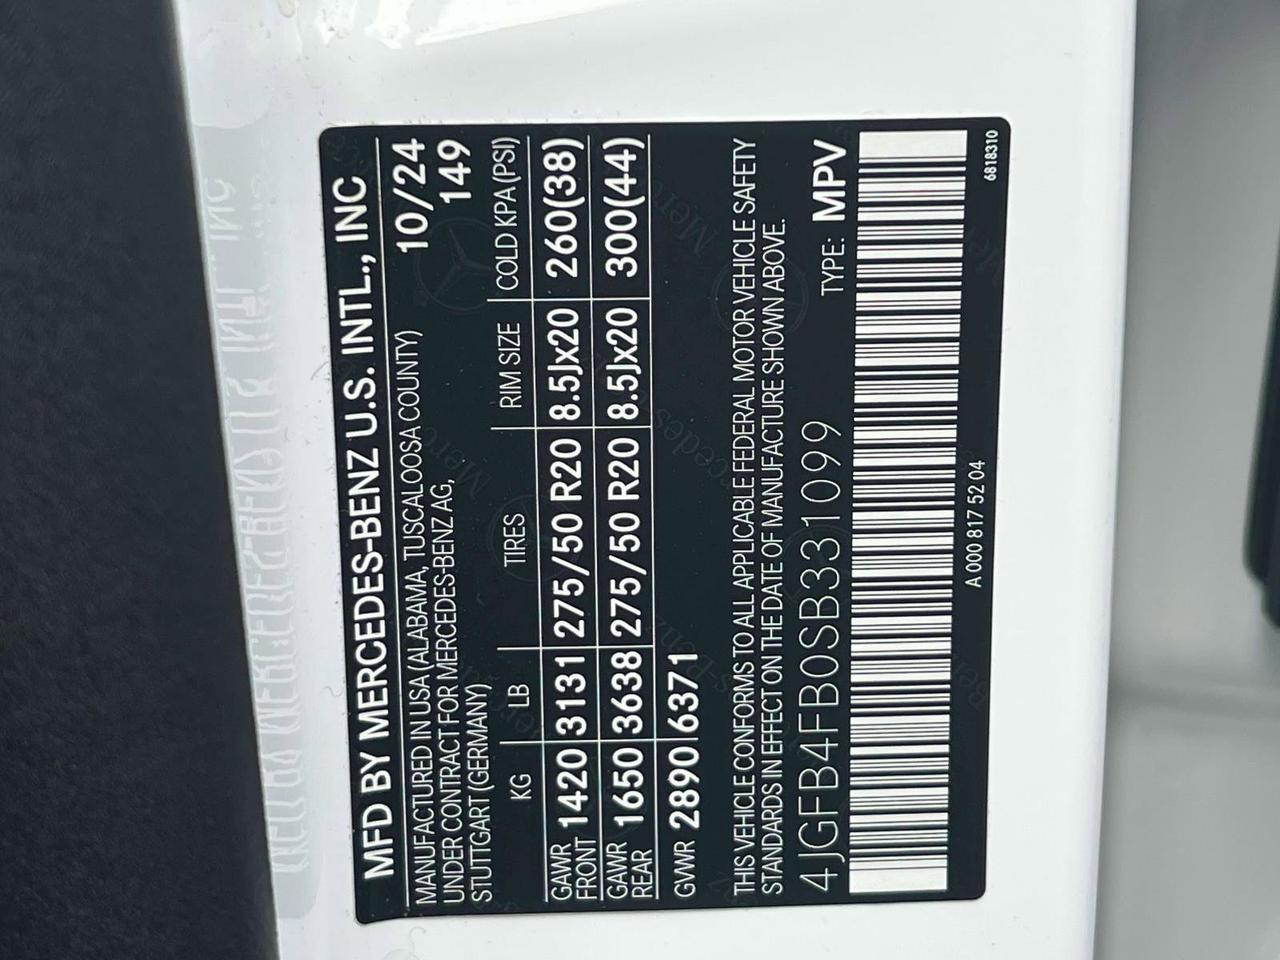 MFD BY MERCEDES-BENZ U.S. INTL., INC
MANUFACTURED IN USA (ALABAMA, TUSCALOOSA COUNTY) 10/24
UNDER CONTRACT FOR MERCEDES-BENZ AG, 149
STUTTGART (GERMANY)
KG LB TIRES RIM SIZE COLD KPA (PSI)
GAWR FRONT 1420 3131 275/50 R20 8.5Jx20 260(38)
GAWR REAR 1650 3638 275/50 R20 8.5Jx20 300(44)
GVWR 2890 6371
THIS VEHICLE CONFORMS TO ALL APPLICABLE FEDERAL MOTOR VEHICLE SAFETY
STANDARDS IN EFFECT ON THE DATE OF MANUFACTURE SHOWN ABOVE.
4JGFB4FB0SB331099 TYPE: MPV
A 000 817 52 04
6818310